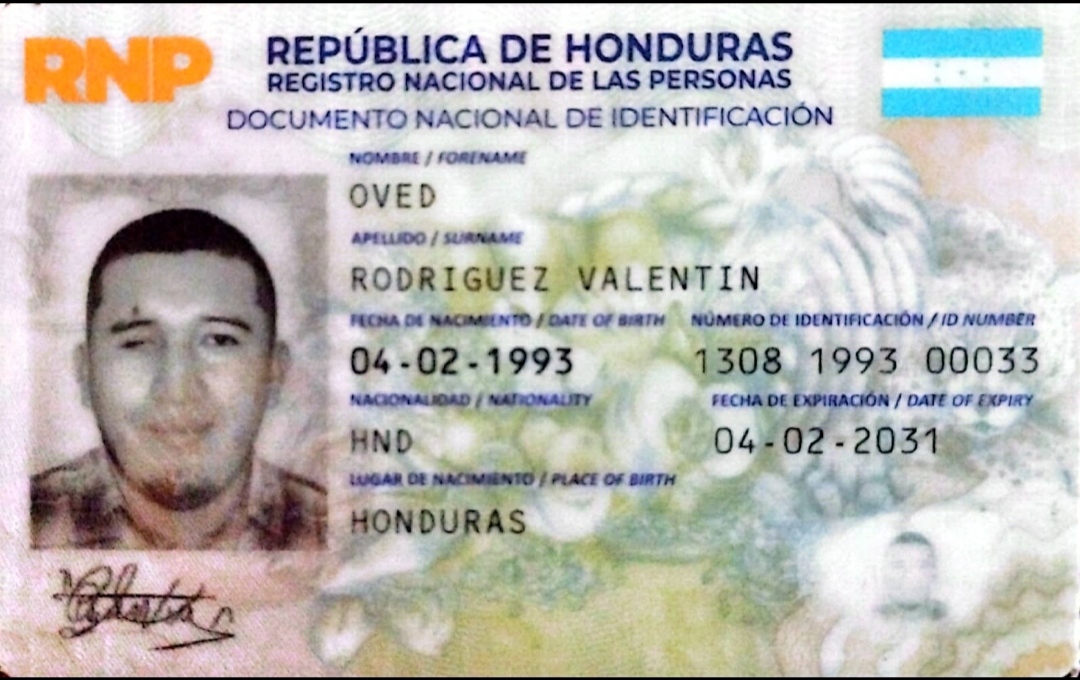 RNP
REPÚBLICA DE HONDURAS
REGISTRO NACIONAL DE LAS PERSONAS
DOCUMENTO NACIONAL DE IDENTIFICACIÓN
NOMBRE / FORENAME
OVED
APELLIDO / SURNAME
RODRIGUEZ VALENTIN
FECHA DE NACIMIENTO / DATE OF BIRTH NÚMERO DE IDENTIFICACIÓN / ID NUMBER
04-02-1993 1308 1993 00033
NACIONALIDAD / NATIONALITY FECHA DE EXPIRACIÓN / DATE OF EXPIRY
HND 04-02-2031
LUGAR DE NACIMIENTO / PLACE OF BIRTH
HONDURAS